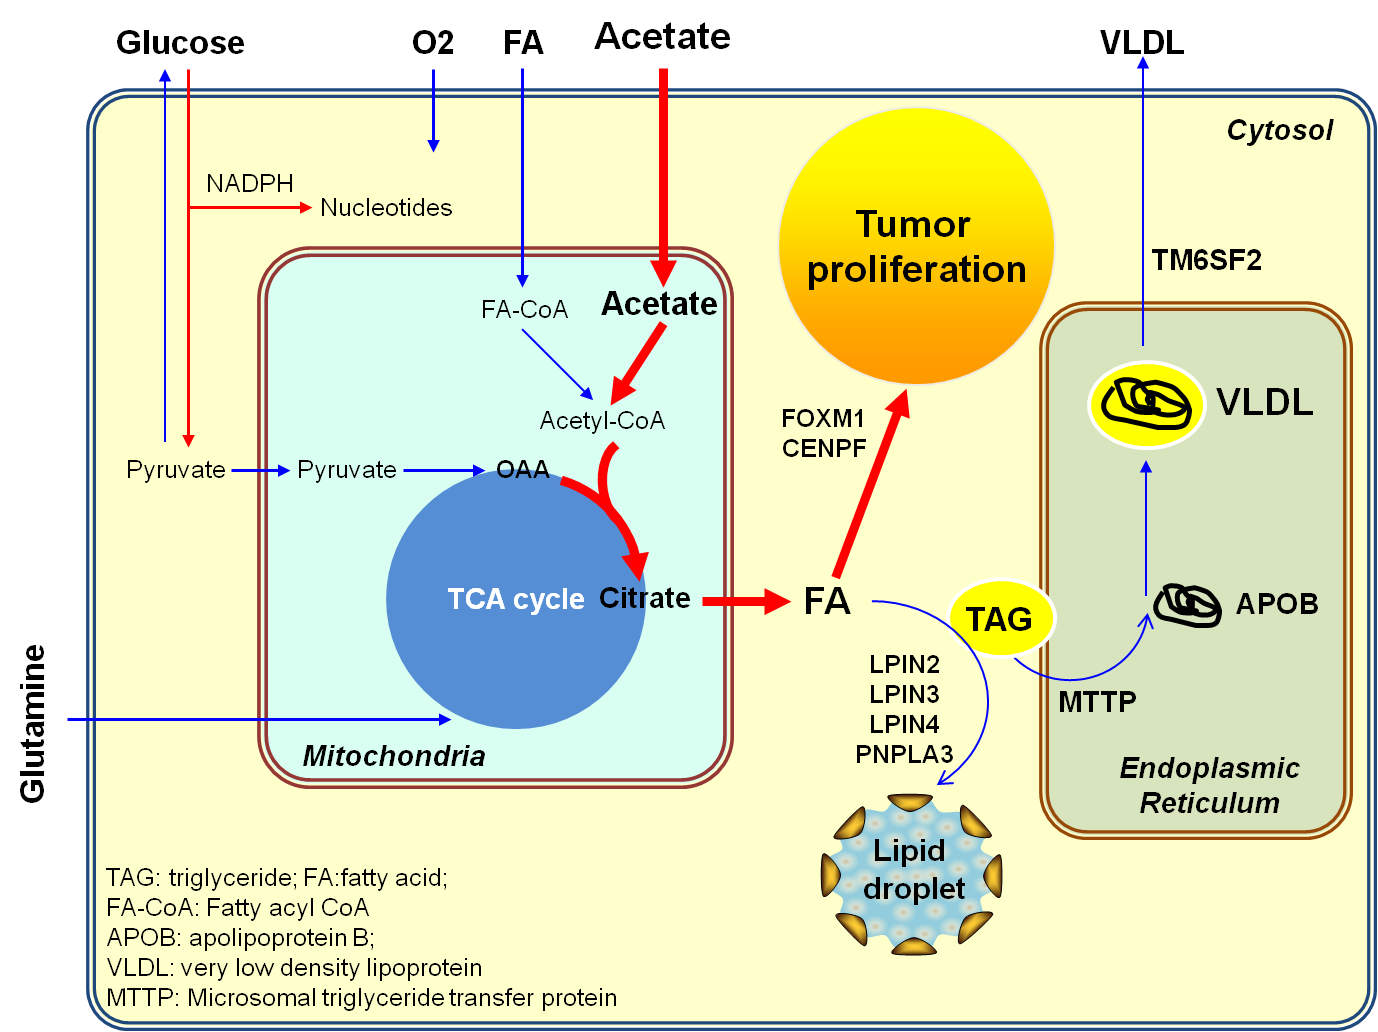 Glucose
O2
FA
Acetate
VLDL
Cytosol
NADPH
Nucleotides
Tumor
proliferation
TM6SF2
FA-CoA
Acetate
Acetyl-CoA
FOXM1
CENPF
VLDL
Pyruvate
Pyruvate
OAA
TCA cycle
Citrate
FA
TAG
APOB
LPIN2
LPIN3
LPIN4
PNPLA3
MTTP
Glutamine
Mitochondria
Endoplasmic
Reticulum
Lipid
droplet
TAG: triglyceride; FA:fatty acid;
FA-CoA: Fatty acyl CoA
APOB: apolipoprotein B;
VLDL: very low density lipoprotein
MTTP: Microsomal triglyceride transfer protein